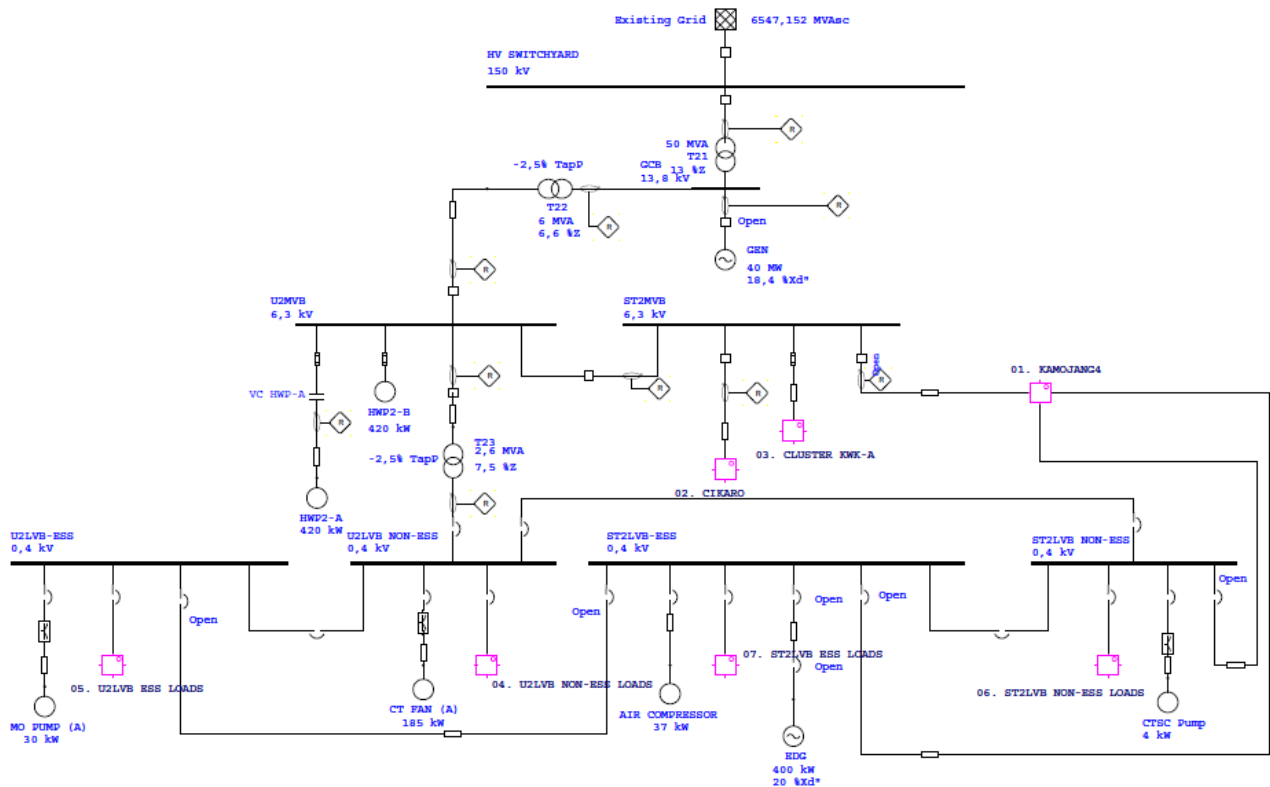 Existing Grid
6547,152 MVAsc
HV SWITCHYARD
150 kV
R
50 MVA
T21
13 %Z
GCB
13,8 kV
-2,5% TapP
T22
6 MVA
6,6 %Z
R
R
Open
GEN
40 MW
18,4 %Xd"
R
U2MVB
6,3 kV
ST2MVB
6,3 kV
VC HWP-A
R
HWP2-B
420 kW
R
R
R
Open
R
01. KAMOJANG4
T23
2,6 MVA
7,5 %Z
-2,5% TapP
R
03. CLUSTER KWK-A
02. CIKARO
HWP2-A
420 kW
U2LVB-ESS
0,4 kV
U2LVB NON-ESS
0,4 kV
ST2LVB-ESS
0,4 kV
ST2LVB NON-ESS
0,4 kV
Open
Open
Open
Open
Open
Open
05. U2LVB ESS LOADS
04. U2LVB NON-ESS LOADS
07. ST2LVB ESS LOADS
06. ST2LVB NON-ESS LOADS
MO PUMP (A)
30 kW
CT FAN (A)
185 kW
AIR COMPRESSOR
37 kW
CTSC Pump
4 kW
EDG
400 kW
20 %Xd"